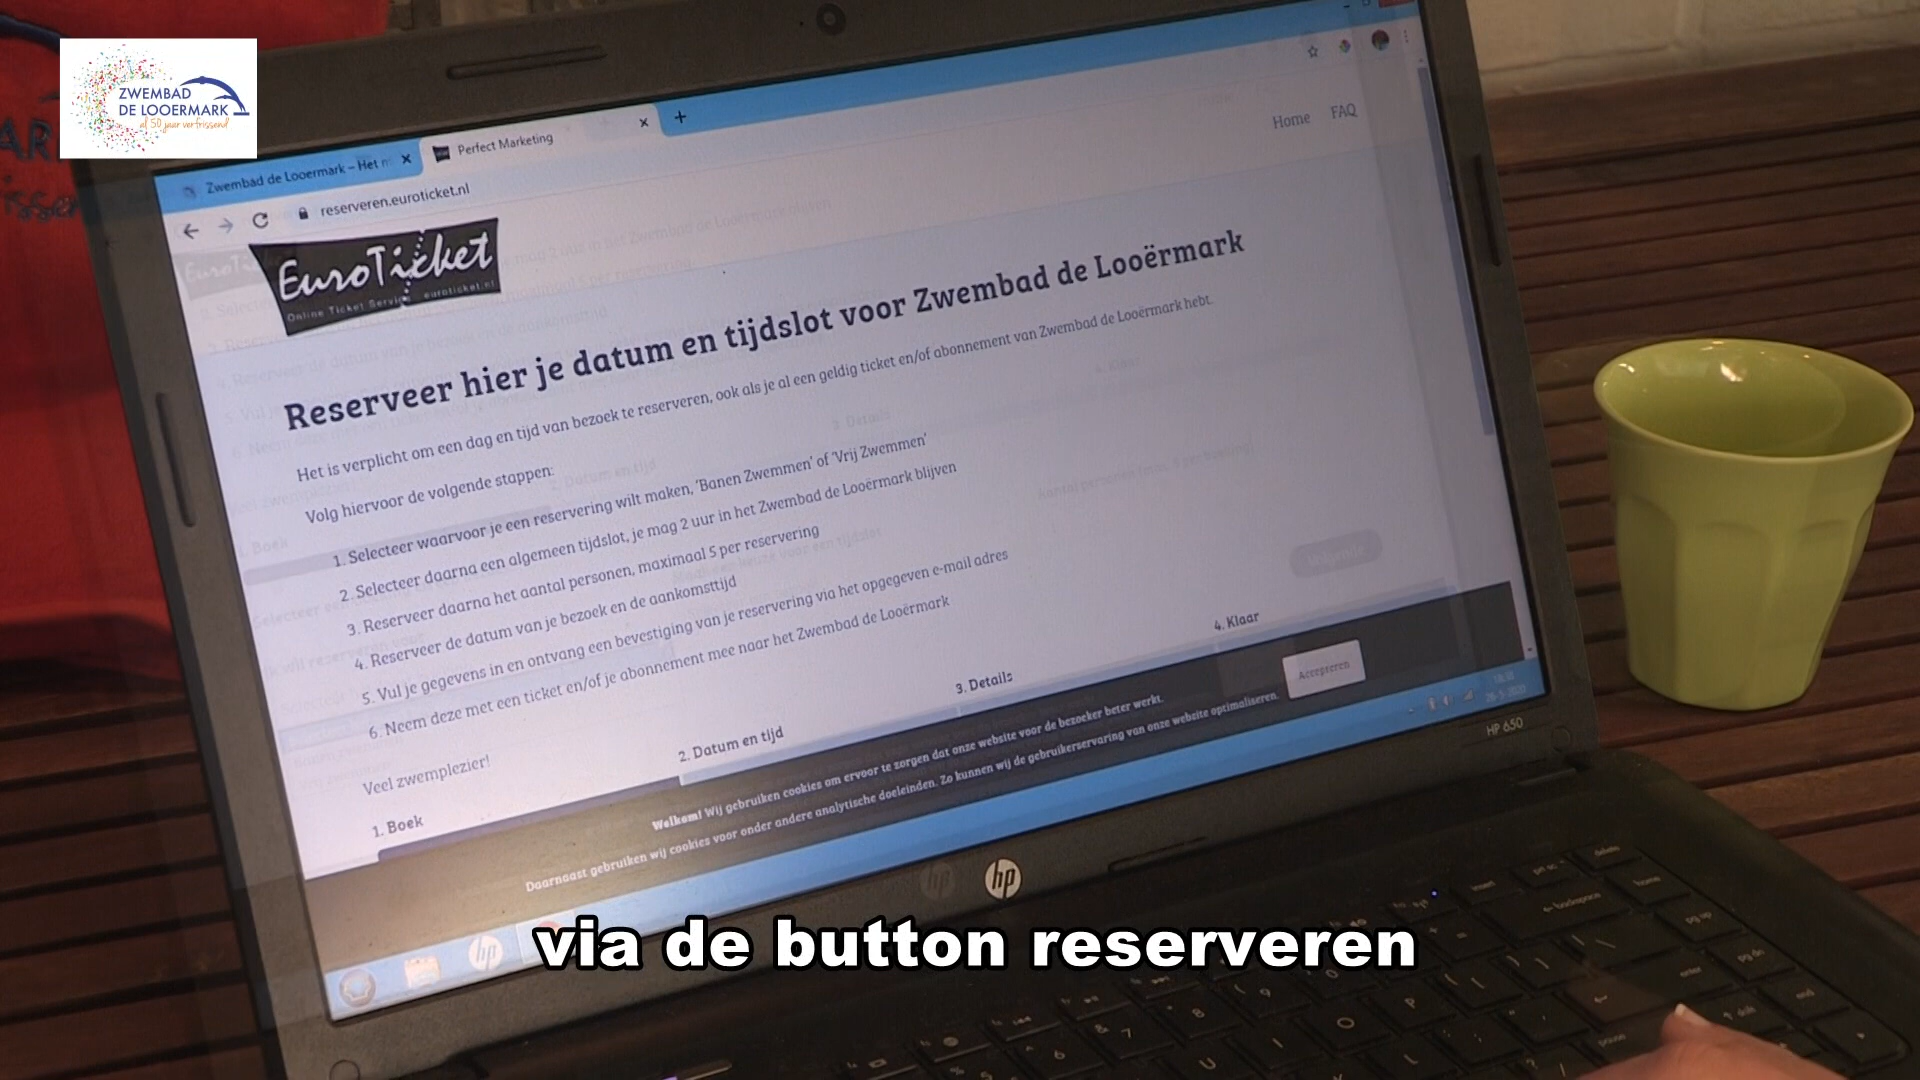 ZWEMBAD
DE LOOERMARK
al 50 jaar verfrissend
Zwembad de Looermark – Het m
Perfect Marketing
reserveren.euroticket.nl
Home FAQ
EuroTicket
Online Ticket Service euroticket.nl
Reserveer hier je datum en tijdslot voor Zwembad de Looërmark
Het is verplicht om een dag en tijd van bezoek te reserveren, ook als je al een geldig ticket en/of abonnement van Zwembad de Looërmark hebt.
Volg hiervoor de volgende stappen:
1. Selecteer waarvoor je een reservering wilt maken, 'Banen Zwemmen' of 'Vrij Zwemmen'
2. Selecteer daarna een algemeen tijdslot, je mag 2 uur in het Zwembad de Looërmark blijven
3. Reserveer daarna het aantal personen, maximaal 5 per reservering
4. Reserveer de datum van je bezoek en de aankomsttijd
5. Vul je gegevens in en ontvang een bevestiging van je reservering via het opgegeven e-mail adres
6. Neem deze met een ticket en/of je abonnement mee naar het Zwembad de Looërmark
Veel zwemplezier!
1. Boek
2. Datum en tijd
3. Details
4. Klaar
Welkom! Wij gebruiken cookies om ervoor te zorgen dat onze website voor de bezoeker beter werkt.
Daarnaast gebruiken wij cookies voor onder andere analytische doeleinden. Zo kunnen wij de gebruikerservaring van onze website optimaliseren.
Accepteren
HP 650
hp
via de button reserveren